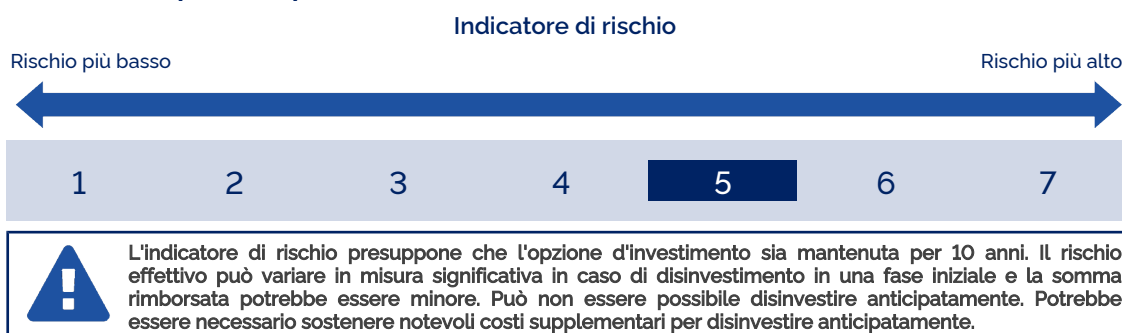 Indicatore di rischio
Rischio più basso Rischio più alto
1 2 3 4 5 6 7
L'indicatore di rischio presuppone che l'opzione d'investimento sia mantenuta per 10 anni. Il rischio
effettivo può variare in misura significativa in caso di disinvestimento in una fase iniziale e la somma
rimborsata potrebbe essere minore. Può non essere possibile disinvestire anticipatamente. Potrebbe
essere necessario sostenere notevoli costi supplementari per disinvestire anticipatamente.